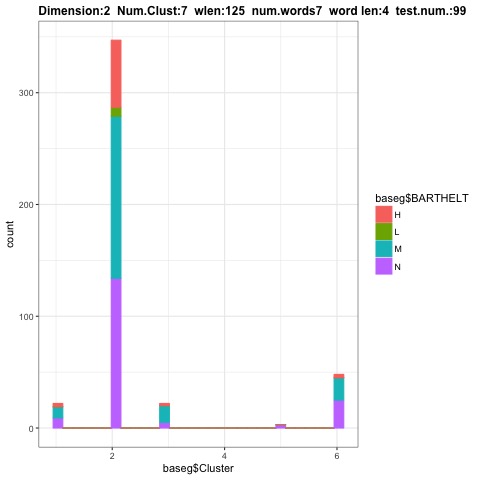 Dimension:2  Num.Clust:7  wlen:125  num.words7  word len:4  test.num.:99
300
200
100
0
count
2
4
6
baseg$Cluster
baseg$BARTHELT
H
L
M
N